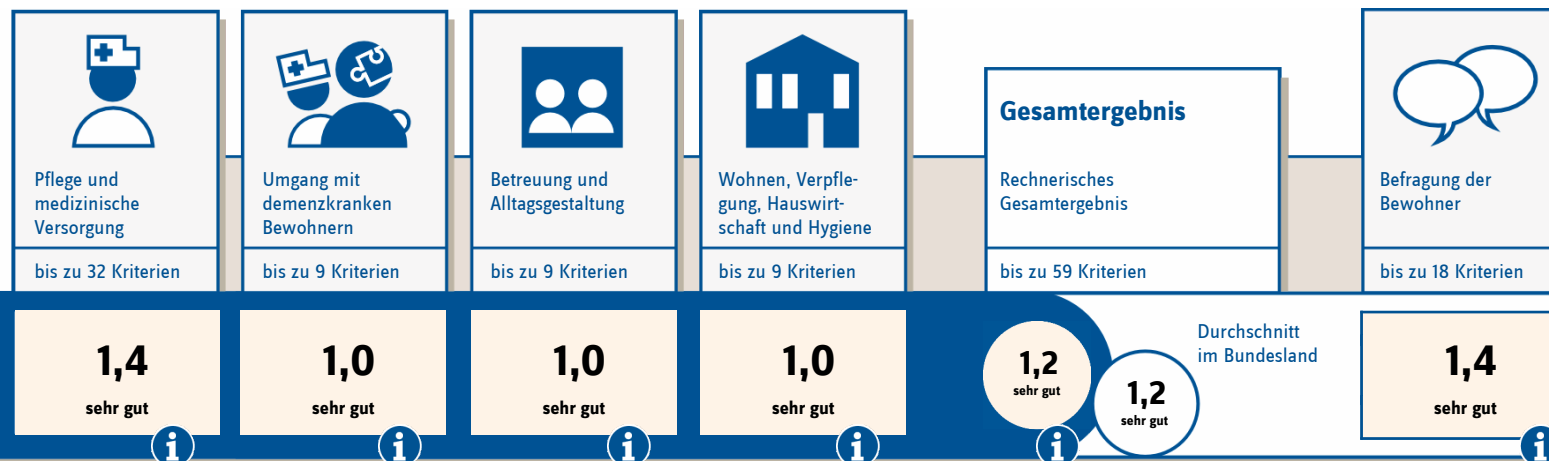 Pflege und
medizinische
Versorgung
bis zu 32 Kriterien
1,4
sehr gut
i
Umgang mit
demenzkranken
Bewohnern
bis zu 9 Kriterien
1,0
sehr gut
i
Betreuung und
Alltagsgestaltung
bis zu 9 Kriterien
1,0
sehr gut
i
Wohnen, Verpfle-
gung, Hauswirt-
schaft und Hygiene
bis zu 9 Kriterien
1,0
sehr gut
i
Gesamtergebnis
Rechnerisches
Gesamtergebnis
bis zu 59 Kriterien
1,2
sehr gut
i
Durchschnitt
im Bundesland
1,2
sehr gut
Befragung der
Bewohner
bis zu 18 Kriterien
1,4
sehr gut
i